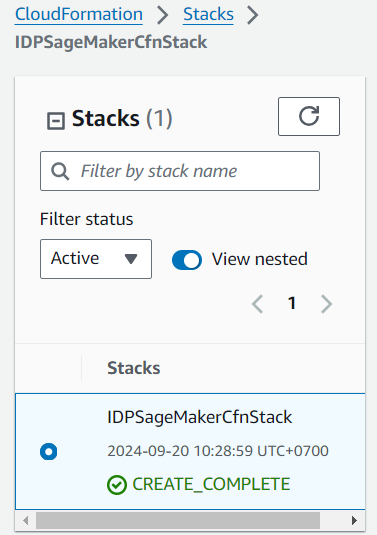 CloudFormation > Stacks >
IDPSageMakerCfnStack
Stacks (1)
Filter by stack name
Filter status
Active
View nested
1
Stacks
IDPSageMakerCfnStack
2024-09-20 10:28:59 UTC+0700
CREATE_COMPLETE